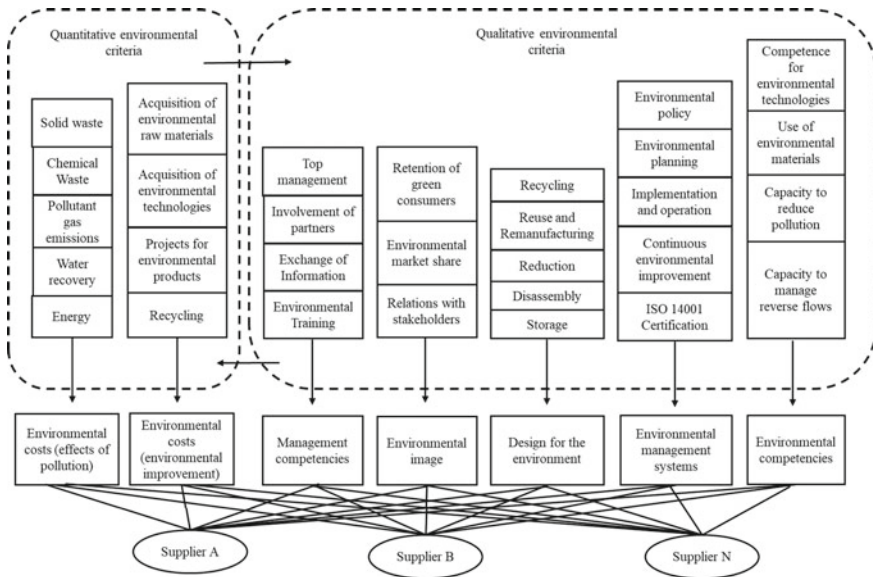 Quantitative environmental
criteria
Qualitative environmental
criteria
Solid waste
Chemical
Waste
Pollutant
gas
emissions
Water
recovery
Energy
Acquisition of
environmental
raw materials
Acquisition of
environmental
technologies
Projects for
environmental
products
Recycling
Top
management
Involvement of
partners
Exchange of
Information
Environmental
Training
Retention of
green
consumers
Environmental
market share
Relations with
stakeholders
Recycling
Reuse and
Remanufacturing
Reduction
Disassembly
Storage
Environmental
policy
Environmental
planning
Implementation
and operation
Continuous
environmental
improvement
ISO 14001
Certification
Competence
for
environmental
technologies
Use of
environmental
materials
Capacity to
reduce
pollution
Capacity to
manage
reverse flows
Environmental
costs (effects of
pollution)
Environmental
costs
(environmental
improvement)
Management
competencies
Environmental
image
Design for the
environment
Environmental
management
systems
Environmental
competencies
Supplier A
Supplier B
Supplier N